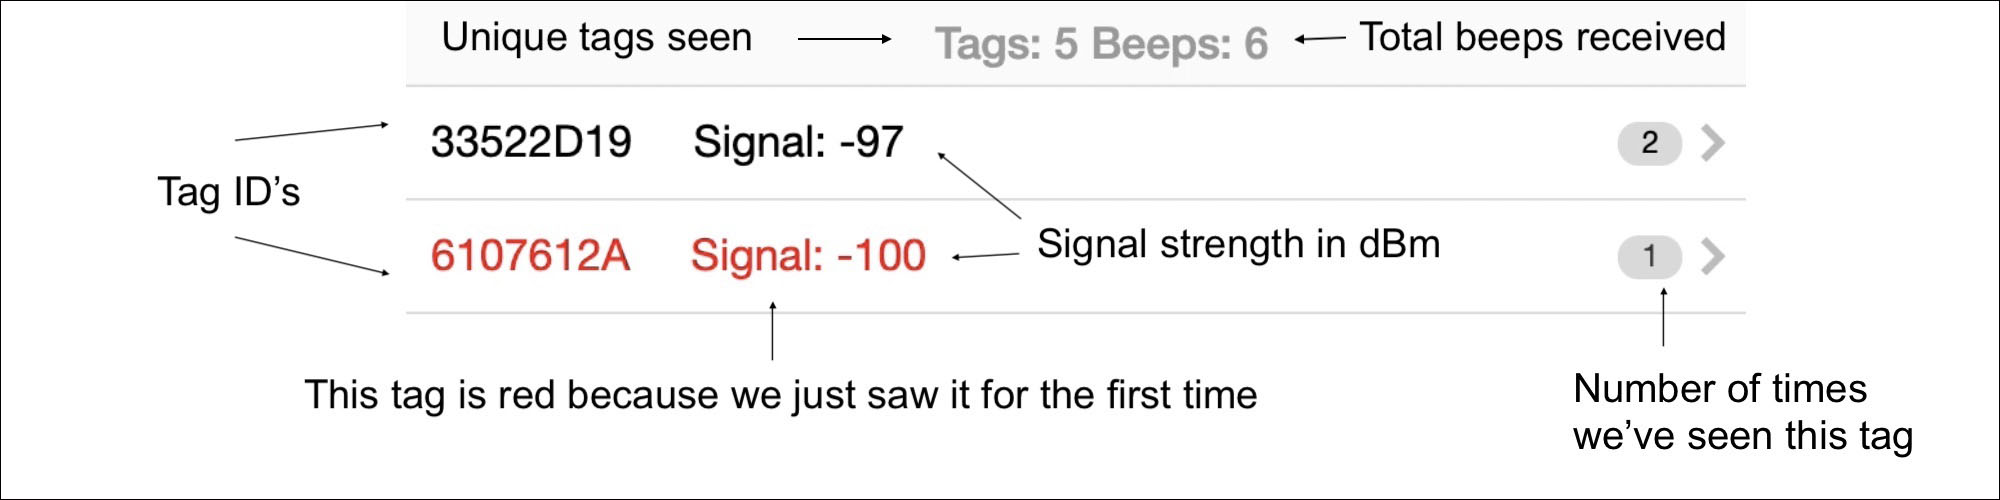 Unique tags seen
Tags: 5 Beeps: 6
Total beeps received
33522D19 Signal: -97 2
Tag ID’s
6107612A Signal: -100 1
Signal strength in dBm
This tag is red because we just saw it for the first time
Number of times
we’ve seen this tag